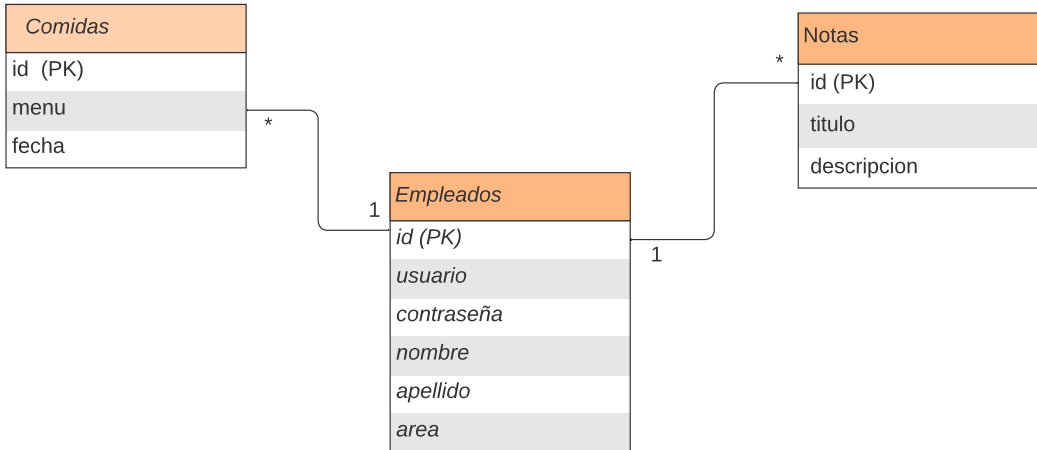 Comidas
id (PK)
menu
fecha
*
1
Empleados
id (PK)
usuario
contraseña
nombre
apellido
area
1
*
Notas
id (PK)
titulo
descripcion